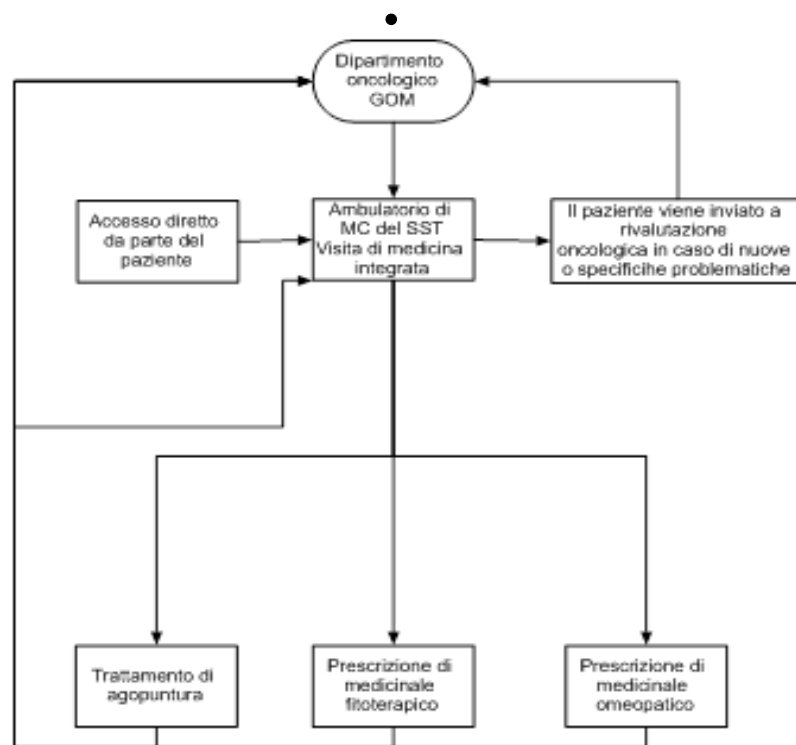 Dipartimento
oncologico
GOM
Accesso diretto
da parte del
paziente
Ambulatorio di
MC del SST
Visita di medicina
integrata
Il paziente viene inviato a
rivalutazione
oncologica in caso di nuove
o specificihe problematiche
Trattamento di
agopuntura
Prescrizione di
medicinale
fitoterapico
Prescrizione di
medicinale
omeopatico